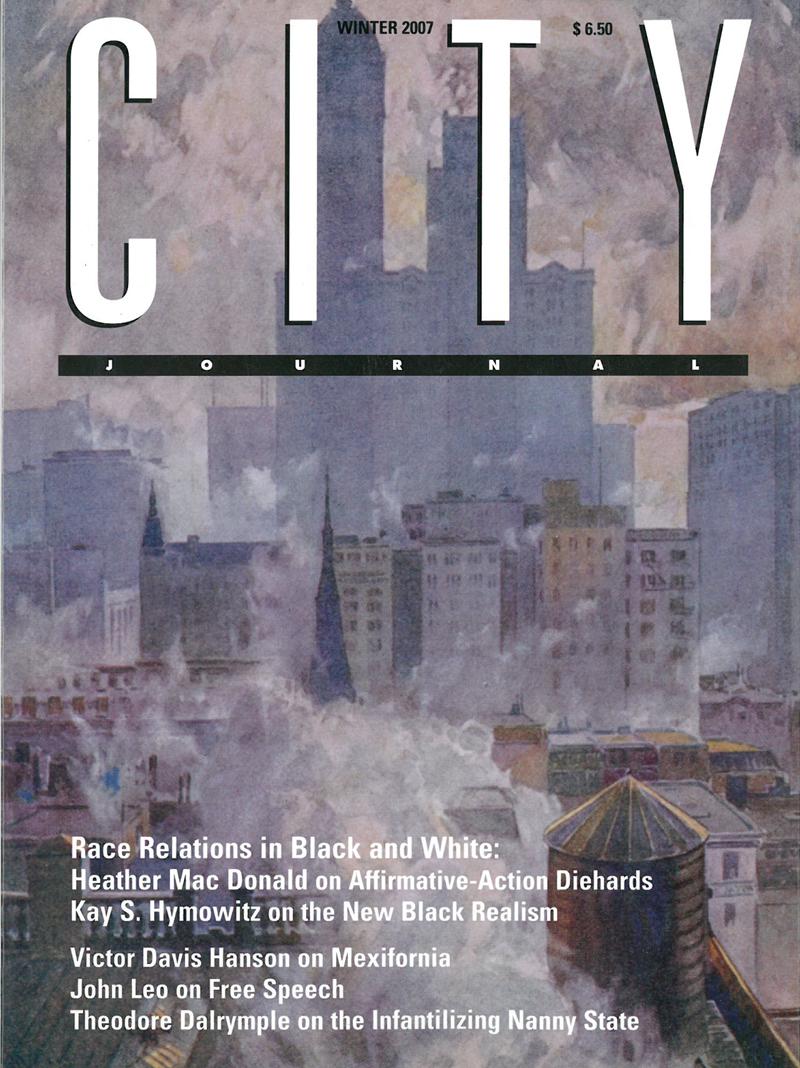 WINTER 2007 $ 6.50
CITY
JOURNAL
Race Relations in Black and White:
Heather Mac Donald on Affirmative-Action Diehards
Kay S. Hymowitz on the New Black Realism
Victor Davis Hanson on Mexifornia
John Leo on Free Speech
Theodore Dalrymple on the Infantilizing Nanny State